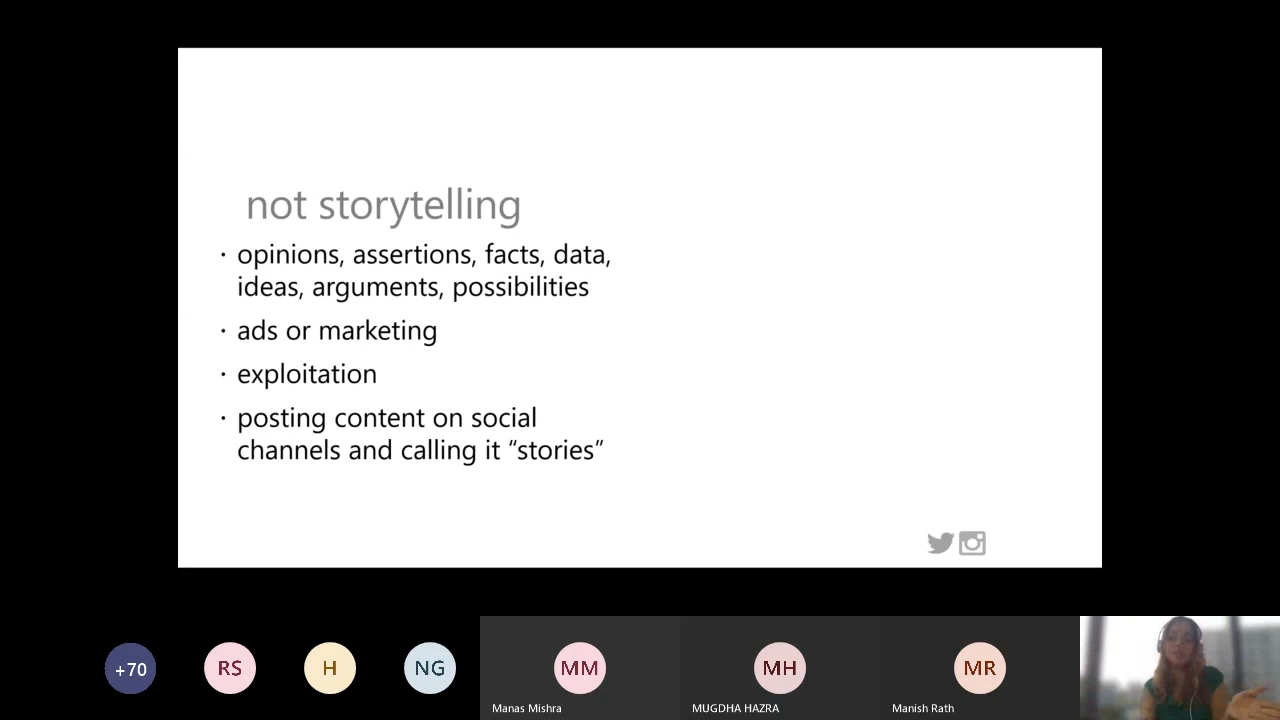 not storytelling
· opinions, assertions, facts, data,
ideas, arguments, possibilities
· ads or marketing
· exploitation
· posting content on social
channels and calling it “stories”
+70
RS
H
NG
MM
MH
MR
Manas Mishra
MUGDHA HAZRA
Manish Rath